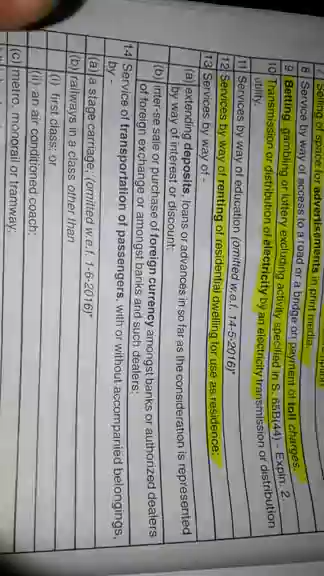 7 Selling of space for advertisements in print media.
8 Service by way of access to a road or a bridge on payment of toll charges.
9 Betting, gambling or lottery excluding activity specified in S. 65B(44) - Expln. 2.
10 Transmission or distribution of electricity by an electricity transmission or distribution
utility.
11 Services by way of education (omitted w.e.f. 14-5-2016)*
12 Services by way of renting of residential dwelling for use as residence;
13 Services by way of -
(a) extending deposits, loans or advances in so far as the consideration is represented
by way of interest or discount;
(b) inter-se sale or purchase of foreign currency amongst banks or authorized dealers
of foreign exchange or amongst banks and such dealers;
14 Service of transportation of passengers, with or without accompanied belongings,
by -
(a) a stage carriage; (omitted w.e.f. 1-6-2016)*
(b) railways in a class other than
(i) first class; or
(ii) an air conditioned coach;
(c) metro, monorail or tramway;